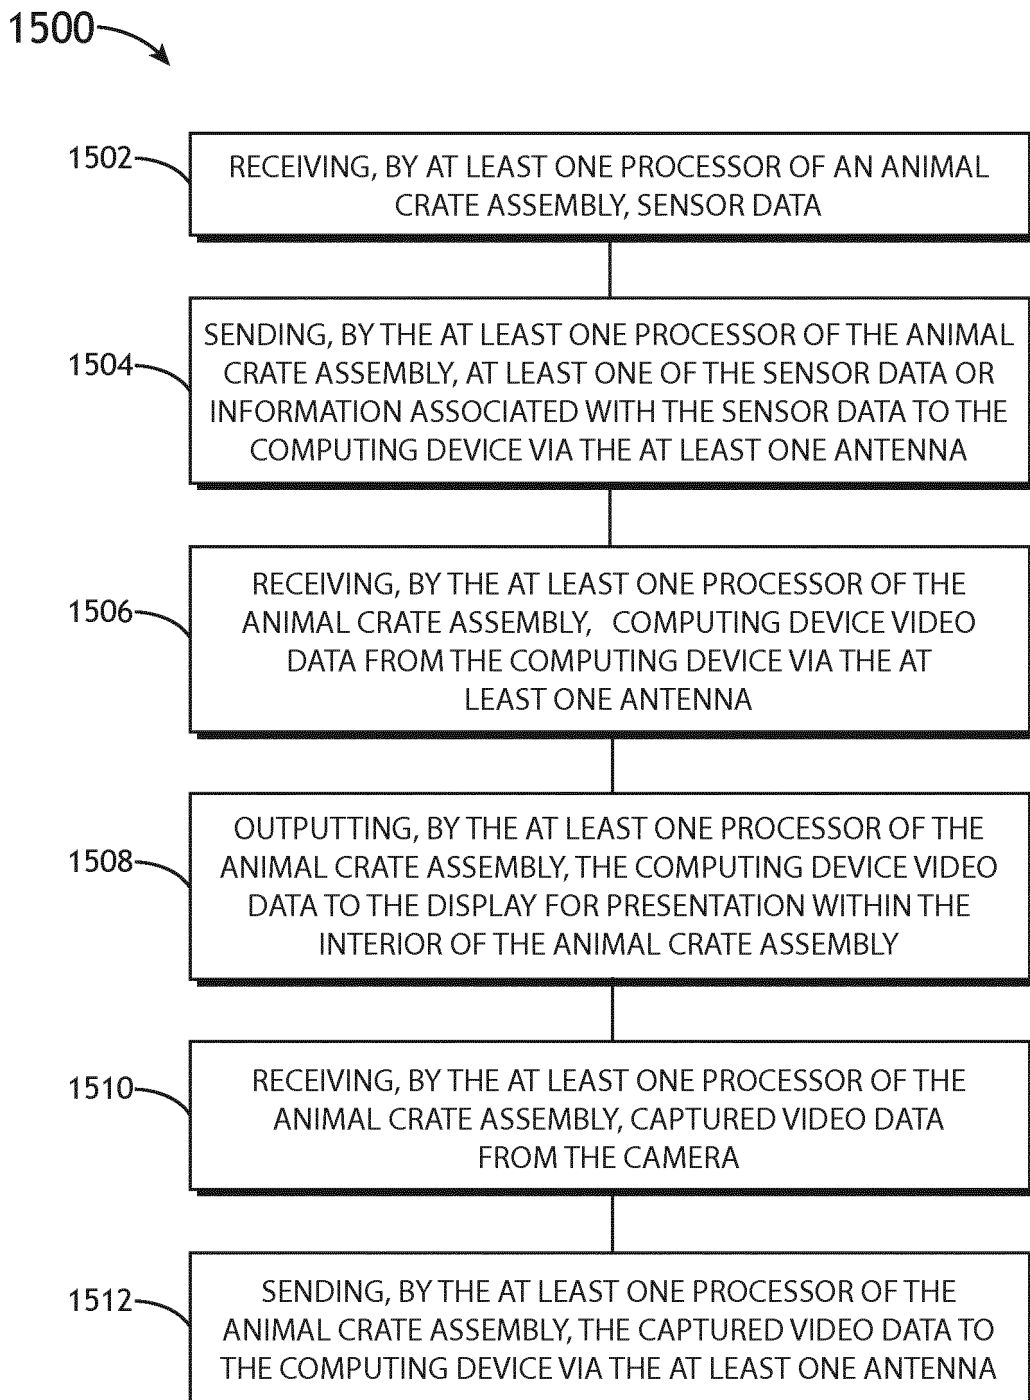 1500
1502
RECEIVING, BY AT LEAST ONE PROCESSOR OF AN ANIMAL
CRATE ASSEMBLY, SENSOR DATA
1504
SENDING, BY THE AT LEAST ONE PROCESSOR OF THE ANIMAL
CRATE ASSEMBLY, AT LEAST ONE OF THE SENSOR DATA OR
INFORMATION ASSOCIATED WITH THE SENSOR DATA TO THE
COMPUTING DEVICE VIA THE AT LEAST ONE ANTENNA
1506
RECEIVING, BY THE AT LEAST ONE PROCESSOR OF THE
ANIMAL CRATE ASSEMBLY, COMPUTING DEVICE VIDEO
DATA FROM THE COMPUTING DEVICE VIA THE AT
LEAST ONE ANTENNA
1508
OUTPUTTING, BY THE AT LEAST ONE PROCESSOR OF THE
ANIMAL CRATE ASSEMBLY, THE COMPUTING DEVICE VIDEO
DATA TO THE DISPLAY FOR PRESENTATION WITHIN THE
INTERIOR OF THE ANIMAL CRATE ASSEMBLY
1510
RECEIVING, BY THE AT LEAST ONE PROCESSOR OF THE
ANIMAL CRATE ASSEMBLY, CAPTURED VIDEO DATA
FROM THE CAMERA
1512
SENDING, BY THE AT LEAST ONE PROCESSOR OF THE
ANIMAL CRATE ASSEMBLY, THE CAPTURED VIDEO DATA TO
THE COMPUTING DEVICE VIA THE AT LEAST ONE ANTENNA